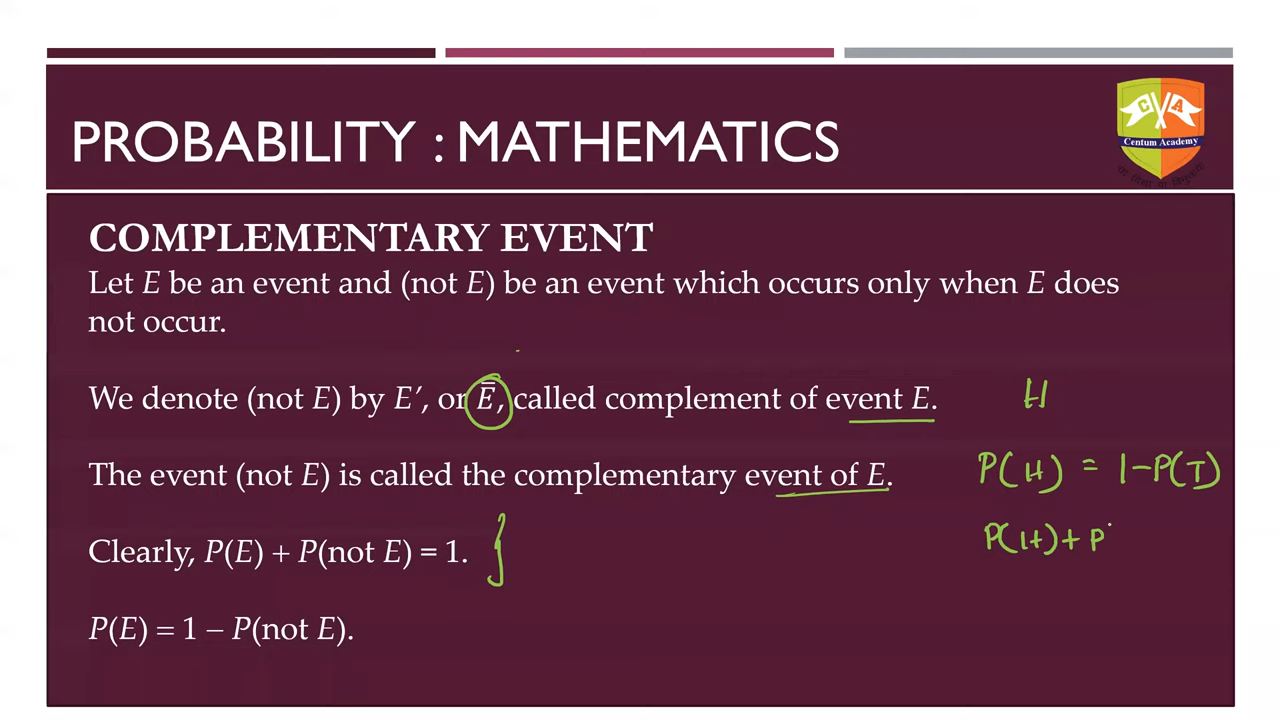 PROBABILITY : MATHEMATICS
C A
Centum Academy
COMPLEMENTARY EVENT
Let E be an event and (not E) be an event which occurs only when E does
not occur.
We denote (not E) by E′, or E̅, called complement of event E.
H
The event (not E) is called the complementary event of E.
P(H) = 1-P(T)
Clearly, P(E) + P(not E) = 1.
P(H)+P
P(E) = 1 – P(not E).